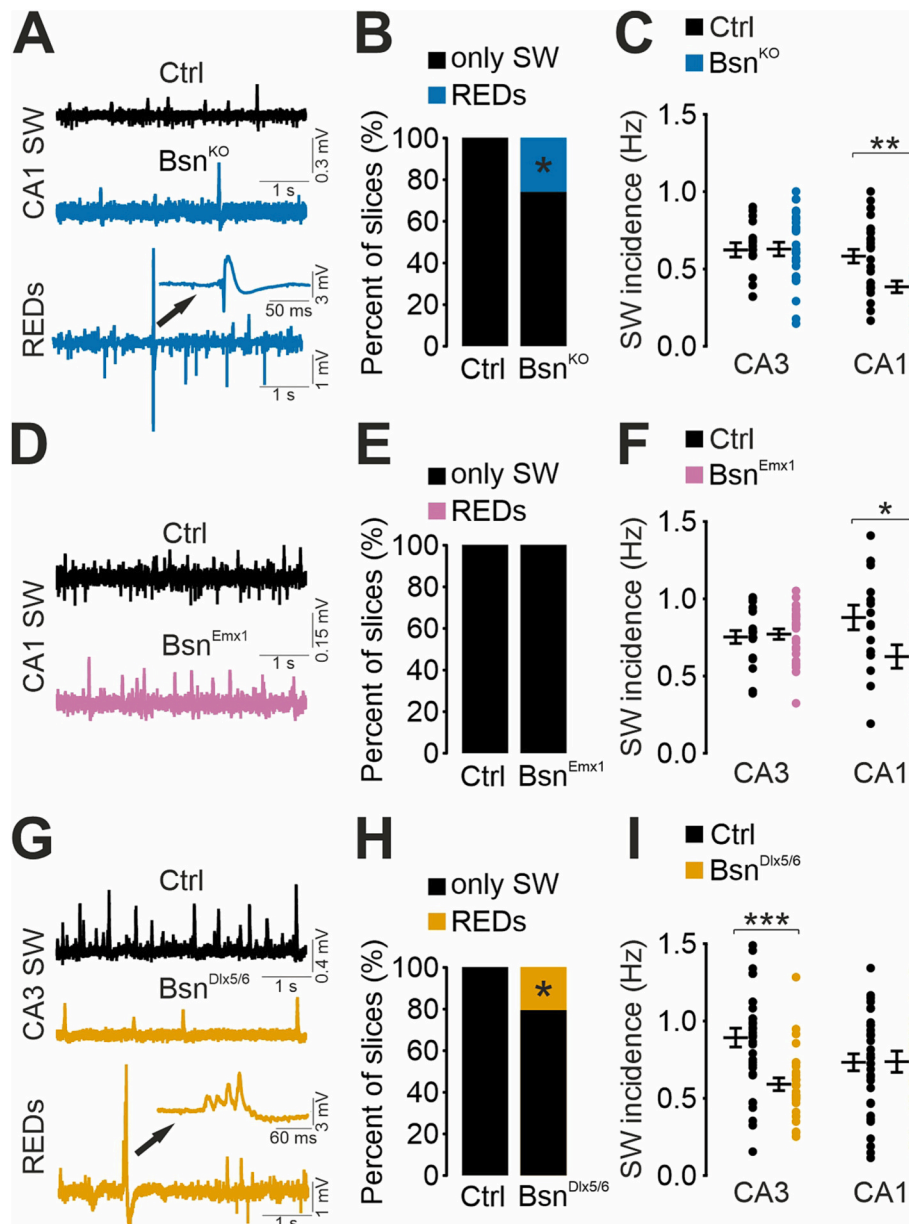 A
Ctrl
CA1 SW
0.3 mV
1 s
Bsn^KO
REDs
3 mV
50 ms
1 mV
1 s
B
only SW
REDs
Percent of slices (%)
100
80
60
40
20
0
*
Ctrl
Bsn^KO
C
Ctrl
Bsn^KO
SW incidence (Hz)
1.5
1.0
0.5
0.0
**
CA3
CA1
D
Ctrl
CA1 SW
0.15 mV
1 s
Bsn^Emx1
E
only SW
REDs
Percent of slices (%)
100
80
60
40
20
0
Ctrl
Bsn^Emx1
F
Ctrl
Bsn^Emx1
SW incidence (Hz)
1.5
1.0
0.5
0.0
*
CA3
CA1
G
Ctrl
CA3 SW
0.4 mV
1 s
Bsn^Dlx5/6
REDs
3 mV
60 ms
1 mV
1 s
H
only SW
REDs
Percent of slices (%)
100
80
60
40
20
0
*
Ctrl
Bsn^Dlx5/6
I
Ctrl
Bsn^Dlx5/6
SW incidence (Hz)
1.5
1.0
0.5
0.0
***
CA3
CA1